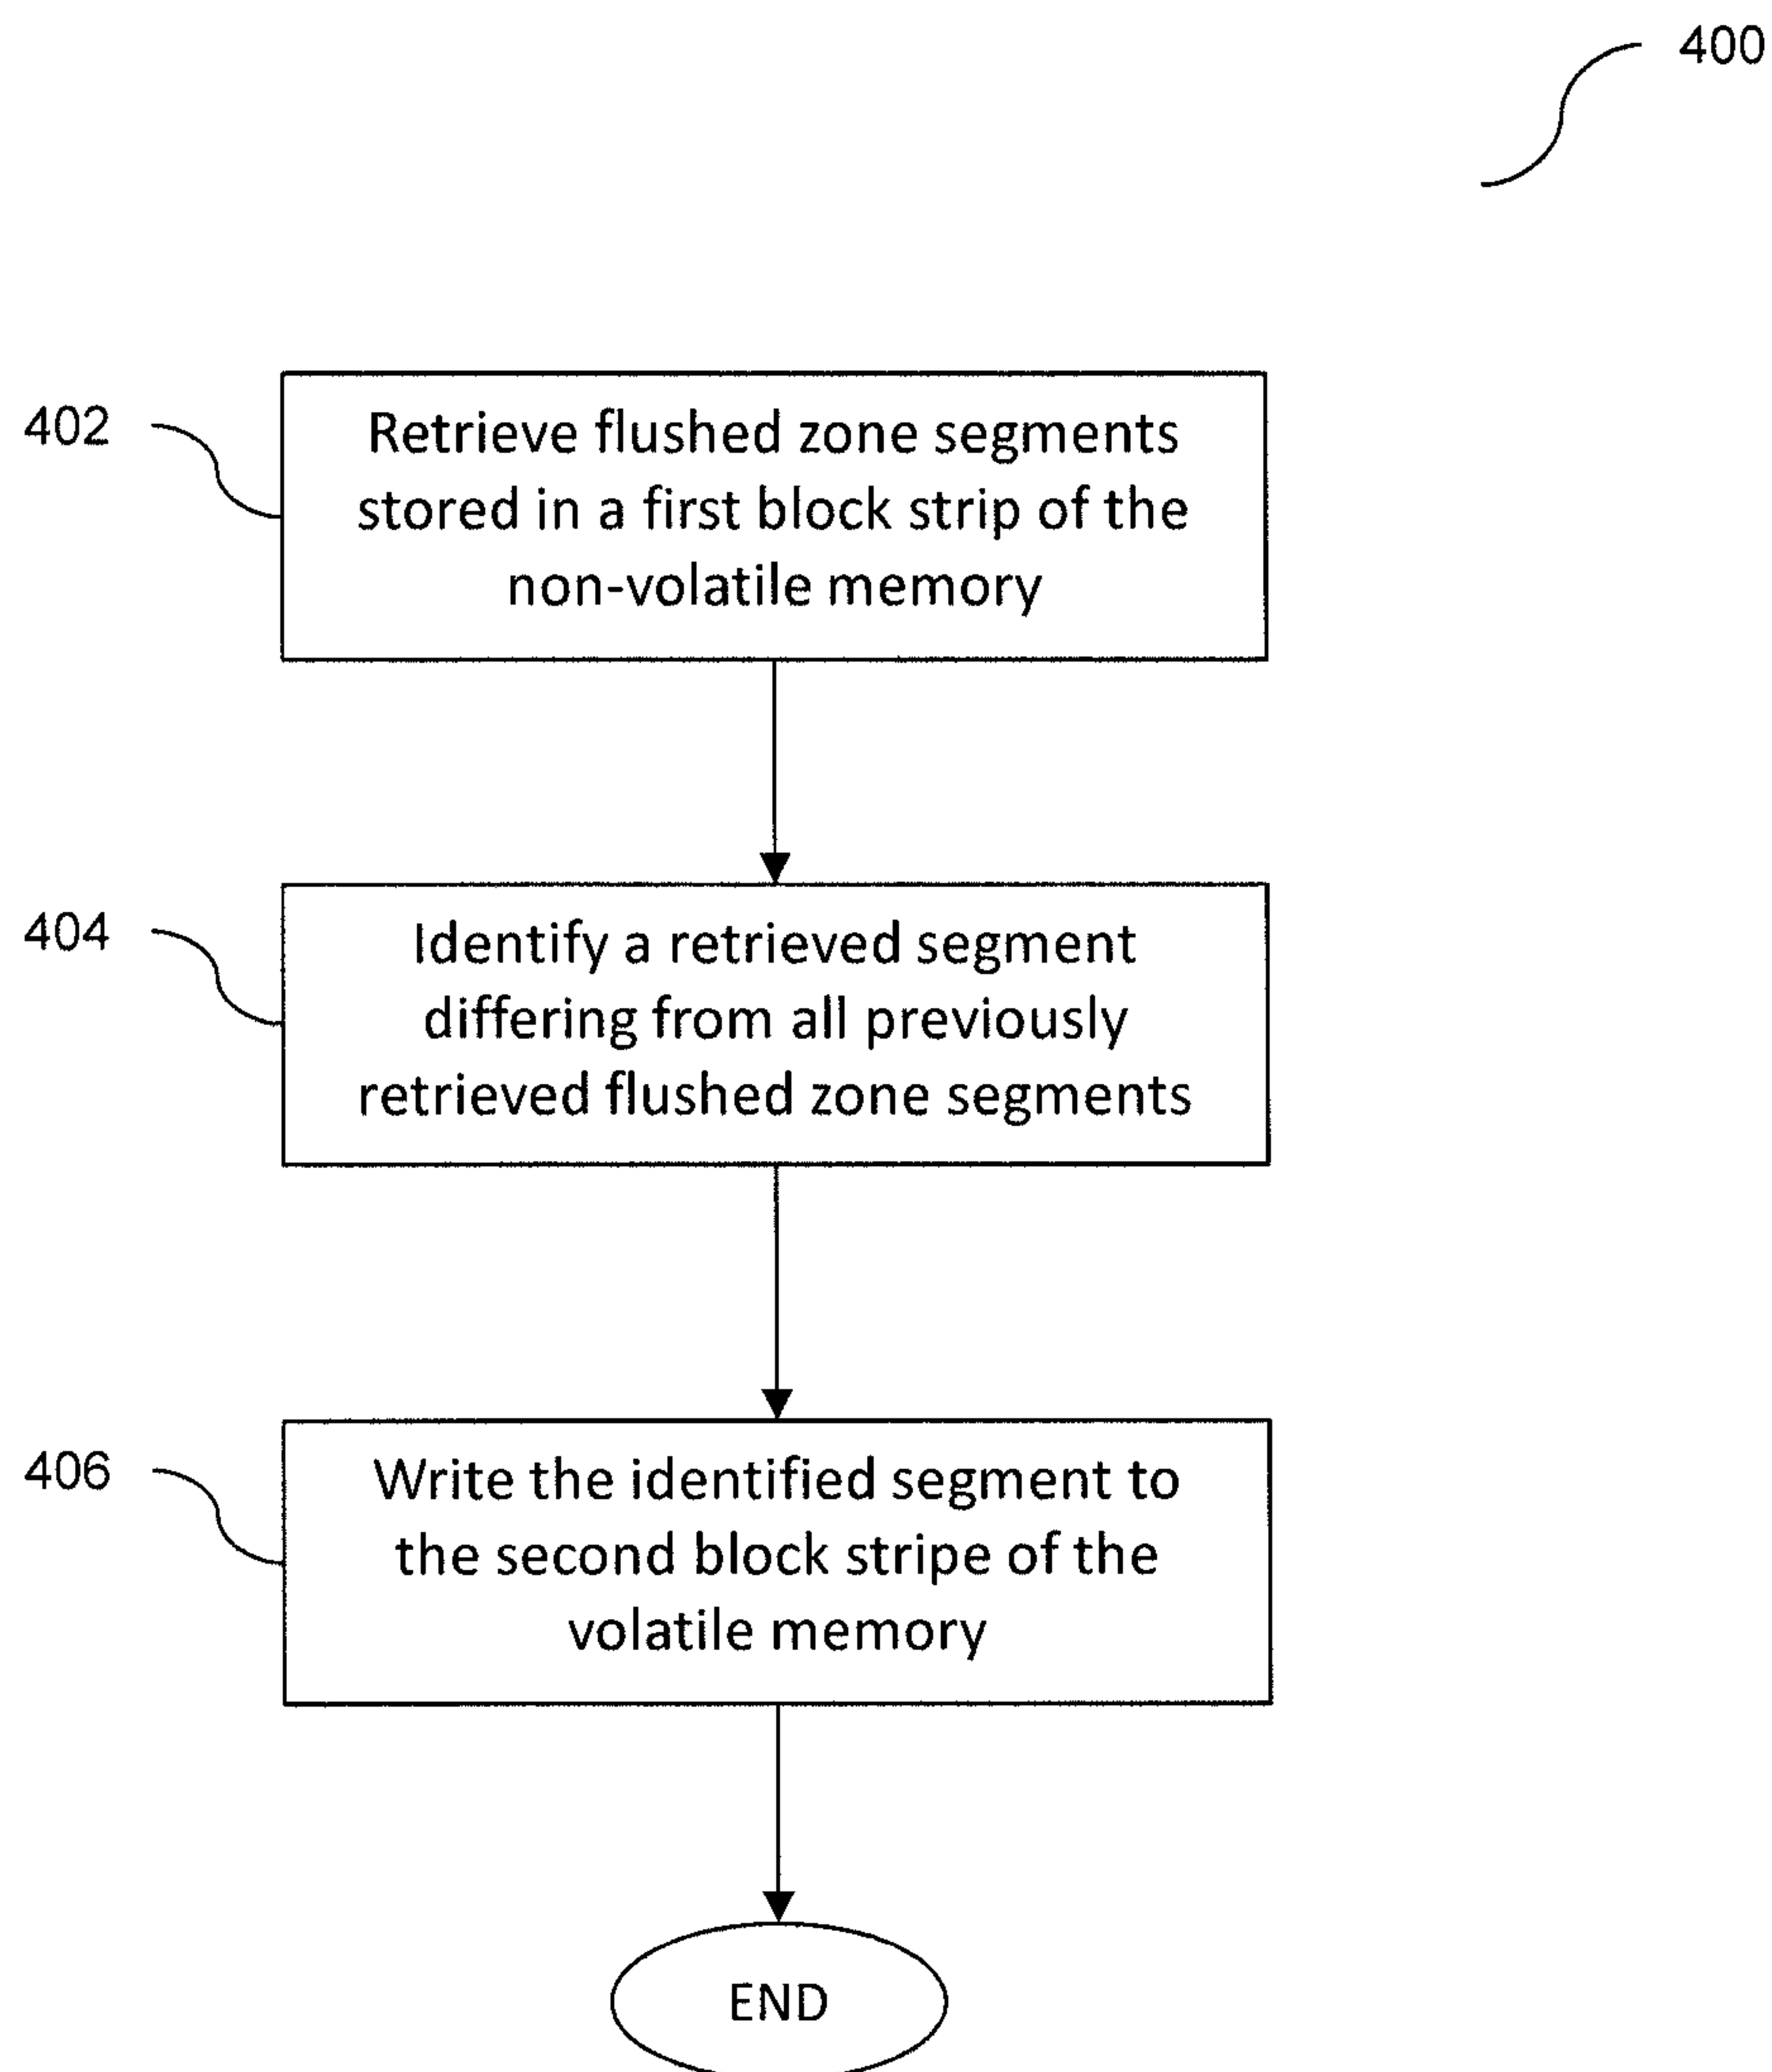 400
402
Retrieve flushed zone segments
stored in a first block strip of the
non-volatile memory
404
Identify a retrieved segment
differing from all previously
retrieved flushed zone segments
406
Write the identified segment to
the second block stripe of the
volatile memory
END